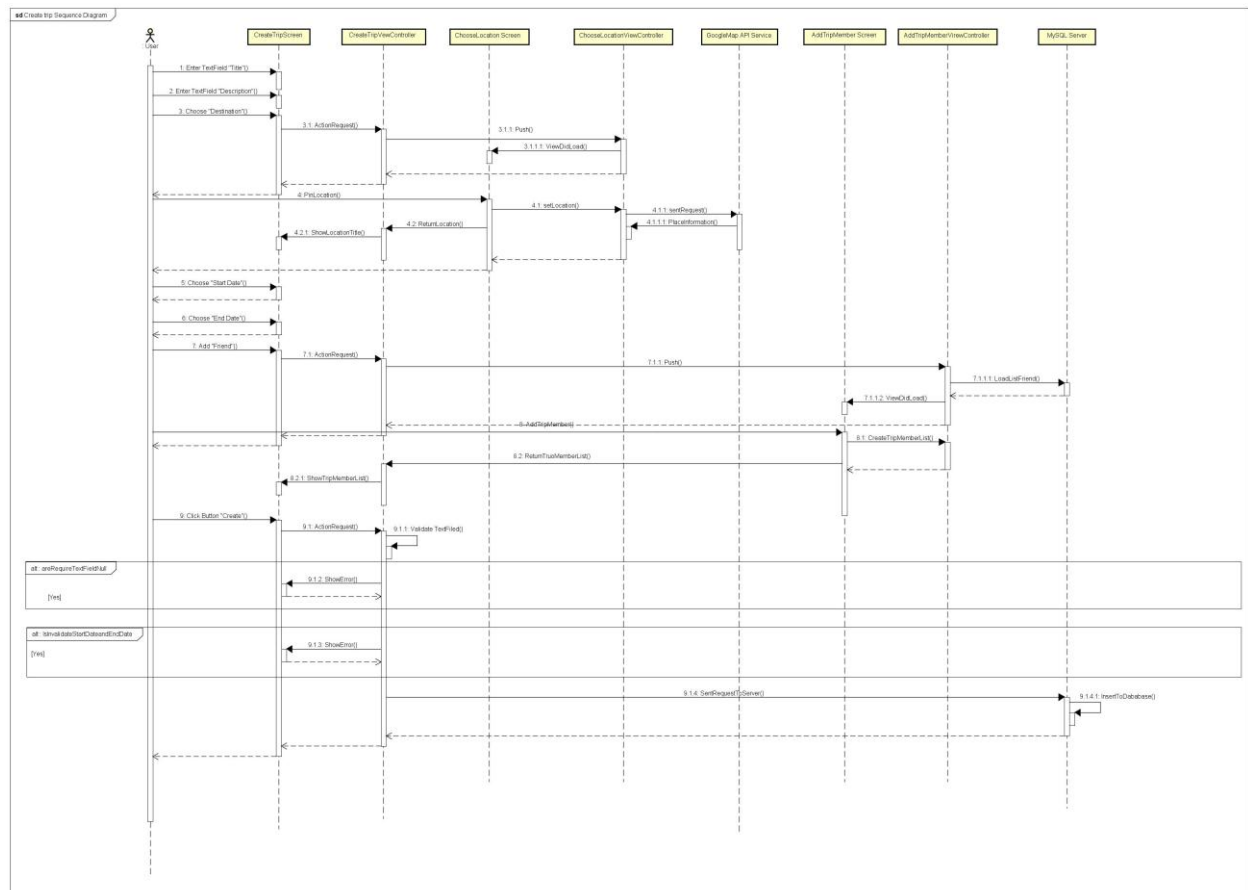 sd Create trip Sequence Diagram
: User
CreateTripScreen
CreateTripVewController
ChooseLocation Screen
ChooseLocationViewController
GoogleMap API Service
AddTripMember Screen
AddTripMemberVirewController
MySQL Server
1: Enter TextField "Title"()
2: Enter TextField "Description"()
3: Choose "Destination"()
3.1: ActionRequest()
3.1.1: Push()
3.1.1.1: ViewDidLoad()
4: PinLocation()
4.1: setLocation()
4.1.1: sentRequest()
4.1.1.1: PlaceInformation()
4.2: ReturnLocation()
4.2.1: ShowLocationTitle()
5: Choose "Start Date"()
6: Choose "End Date"()
7: Add "Friend"()
7.1: ActionRequest()
7.1.1: Push()
7.1.1.1: LoadListFriend()
7.1.1.2: ViewDidLoad()
8: AddTripMember()
8.1: CreateTripMemberList()
8.2: ReturnTruoMemberList()
8.2.1: ShowTripMemberList()
9: Click Button "Create"()
9.1: ActionRequest()
9.1.1: Validate TextFiled()
alt : areRequireTextFieldNull
9.1.2: ShowError()
[Yes]
alt : IsInvalidateStartDateandEndDate
9.1.3: ShowError()
[Yes]
9.1.4: SentRequestToServer()
9.1.4.1: InsertToDababase()